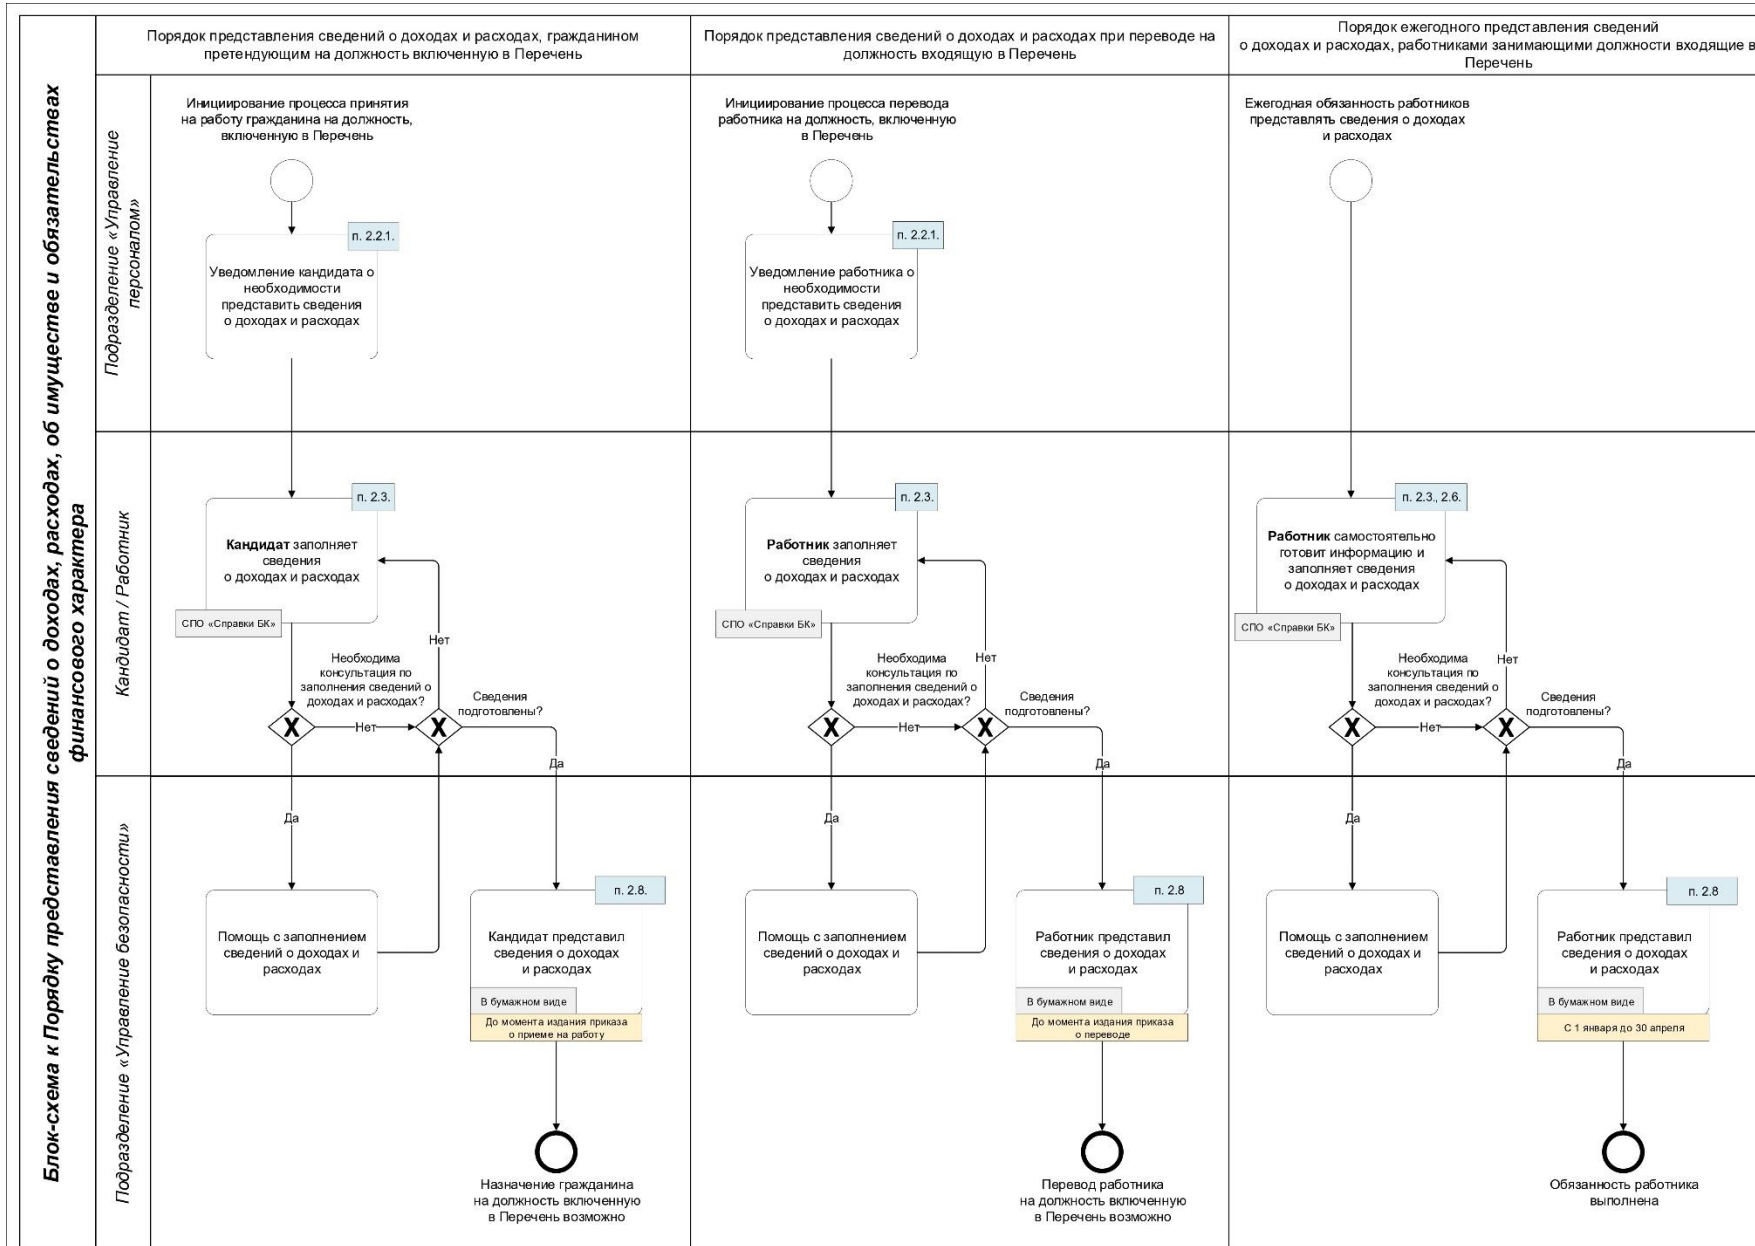 Блок-схема к Порядку представления сведений о доходах, расходах, об имуществе и обязательствах
финансового характера
Порядок представления сведений о доходах и расходах, гражданином
претендующим на должность включенную в Перечень
Порядок представления сведений о доходах и расходах при переводе на
должность входящую в Перечень
Порядок ежегодного представления сведений
о доходах и расходах, работниками занимающими должности входящие в
Перечень
Подразделение «Управление
персоналом»
Инициирование процесса принятия
на работу гражданина на должность,
включенную в Перечень
п. 2.2.1.
Уведомление кандидата о
необходимости
представить сведения
о доходах и расходах
Инициирование процесса перевода
работника на должность, включенную
в Перечень
п. 2.2.1.
Уведомление работника о
необходимости
представить сведения
о доходах и расходах
Ежегодная обязанность работников
представлять сведения о доходах
и расходах
Кандидат / Работник
п. 2.3.
Кандидат заполняет
сведения
о доходах и расходах
СПО «Справки БК»
Нет
Необходима
консультация по
заполнения сведений о
доходах и расходах?
Сведения
подготовлены?
X
Нет
X
Да
п. 2.3.
Работник заполняет
сведения
о доходах и расходах
СПО «Справки БК»
Нет
Необходима
консультация по
заполнения сведений о
доходах и расходах?
Сведения
подготовлены?
X
Нет
X
Да
п. 2.3., 2.6.
Работник самостоятельно
готовит информацию и
заполняет сведения
о доходах и расходах
СПО «Справки БК»
Нет
Необходима
консультация по
заполнения сведений о
доходах и расходах?
Сведения
подготовлены?
X
Нет
X
Да
Подразделение «Управление безопасности»
Да
Помощь с заполнением
сведений о доходах и
расходах
п. 2.8.
Кандидат представил
сведения о доходах
и расходах
В бумажном виде
До момента издания приказа
о приеме на работу
Назначение гражданина
на должность включенную
в Перечень возможно
Да
Помощь с заполнением
сведений о доходах и
расходах
п. 2.8
Работник представил
сведения о доходах
и расходах
В бумажном виде
До момента издания приказа
о переводе
Перевод работника
на должность включенную
в Перечень возможно
Да
Помощь с заполнением
сведений о доходах и
расходах
п. 2.8
Работник представил
сведения о доходах
и расходах
В бумажном виде
С 1 января до 30 апреля
Обязанность работника
выполнена